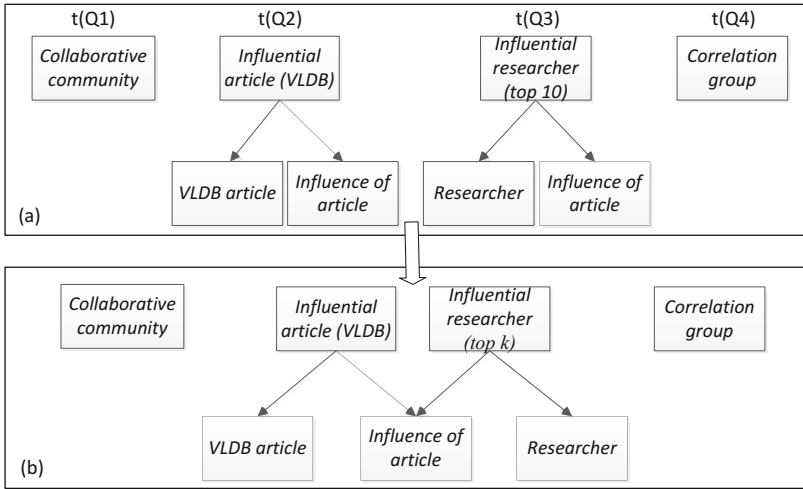 t(Q1) t(Q2) t(Q3) t(Q4)
Collaborative
community
Influential
article (VLDB)
Influential
researcher
(top 10)
Correlation
group
VLDB article
Influence of
article
Researcher
Influence of
article
(a)
Collaborative
community
Influential
article (VLDB)
Influential
researcher
(top k)
Correlation
group
VLDB article
Influence of
article
Researcher
(b)